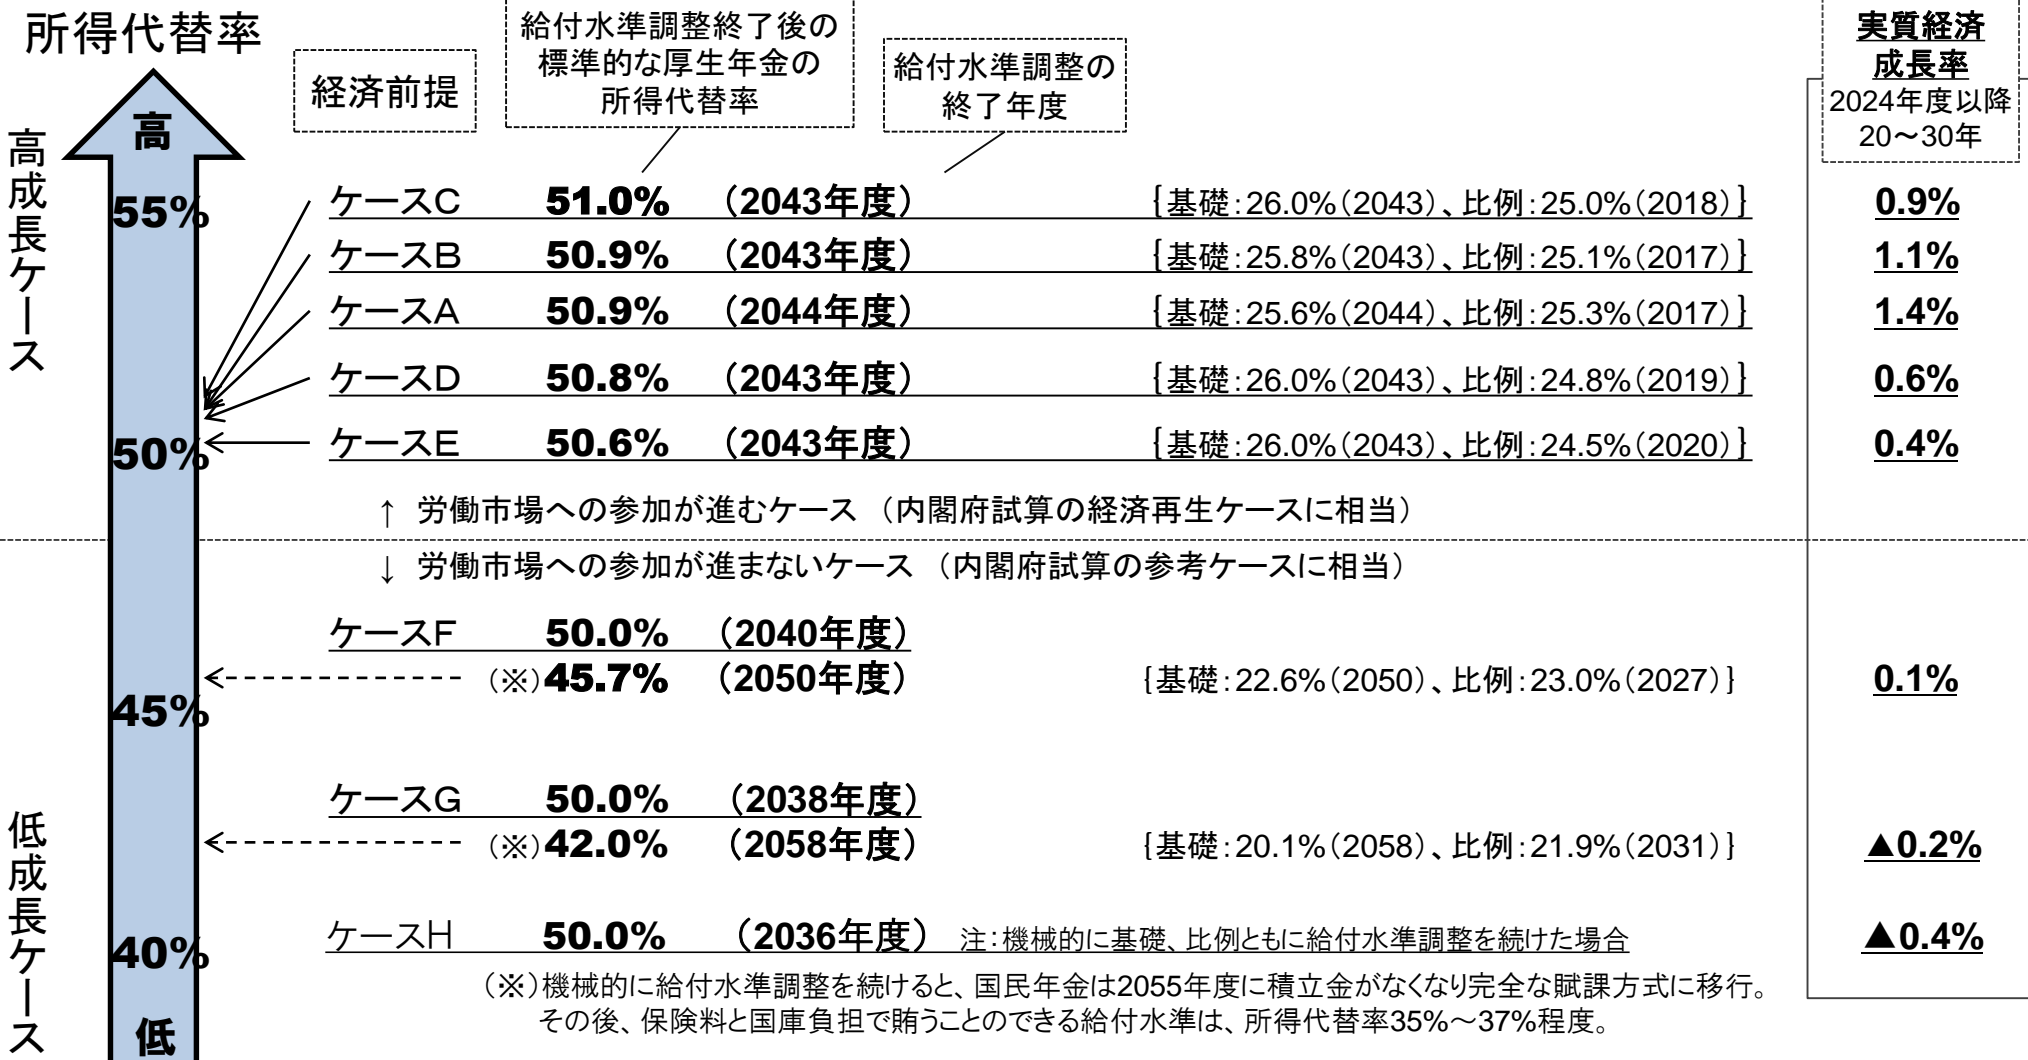 所得代替率
高
55%
50%
45%
40%
低
高成長ケース
低成長ケース
経済前提
給付水準調整終了後の
標準的な厚生年金の
所得代替率
給付水準調整の
終了年度
実質経済
成長率
2024年度以降
20～30年
ケースC 51.0% （2043年度） {基礎：26.0%（2043）、比例：25.0%（2018）} 0.9%
ケースB 50.9% （2043年度） {基礎：25.8%（2043）、比例：25.1%（2017）} 1.1%
ケースA 50.9% （2044年度） {基礎：25.6%（2044）、比例：25.3%（2017）} 1.4%
ケースD 50.8% （2043年度） {基礎：26.0%（2043）、比例：24.8%（2019）} 0.6%
ケースE 50.6% （2043年度） {基礎：26.0%（2043）、比例：24.5%（2020）} 0.4%
↑ 労働市場への参加が進むケース （内閣府試算の経済再生ケースに相当）
↓ 労働市場への参加が進まないケース （内閣府試算の参考ケースに相当）
ケースF 50.0% （2040年度）
（※）45.7% （2050年度） {基礎：22.6%（2050）、比例：23.0%（2027）} 0.1%
ケースG 50.0% （2038年度）
（※）42.0% （2058年度） {基礎：20.1%（2058）、比例：21.9%（2031）} ▲0.2%
ケースH 50.0% （2036年度） 注：機械的に基礎、比例ともに給付水準調整を続けた場合 ▲0.4%
（※）機械的に給付水準調整を続けると、国民年金は2055年度に積立金がなくなり完全な賦課方式に移行。
その後、保険料と国庫負担で賄うことのできる給付水準は、所得代替率35%～37%程度。